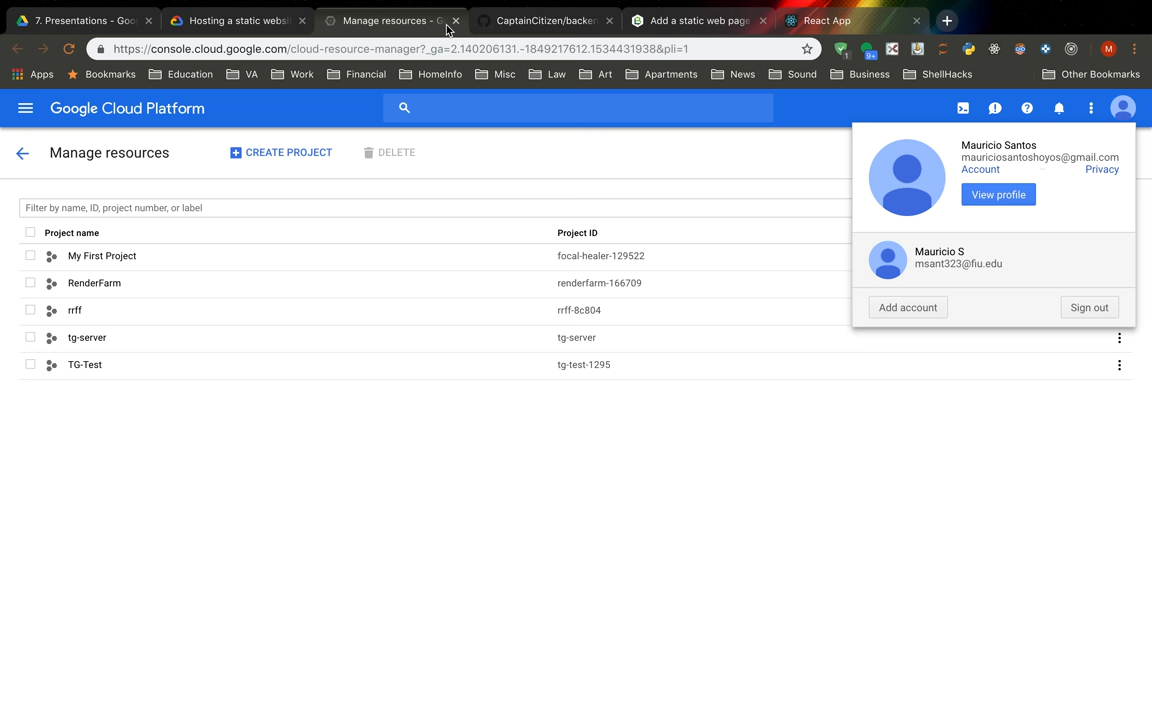 7. Presentations - Goo
Hosting a static websi
Manage resources - G
CaptainCitizen/backen
Add a static web page
React App
https://console.cloud.google.com/cloud-resource-manager?_ga=2.140206131.-1849217612.1534431938&pli=1
1
9+
M
Apps
Bookmarks
Education
VA
Work
Financial
HomeInfo
Misc
Law
Art
Apartments
News
Sound
Business
ShellHacks
Other Bookmarks
Google Cloud Platform
Manage resources
CREATE PROJECT
DELETE
Mauricio Santos
mauriciosantoshoyos@gmail.com
Account
Privacy
View profile
Mauricio S
msant323@fiu.edu
Add account
Sign out
Filter by name, ID, project number, or label
Project name Project ID
My First Project focal-healer-129522
RenderFarm renderfarm-166709
rrff rrff-8c804
tg-server tg-server
TG-Test tg-test-1295